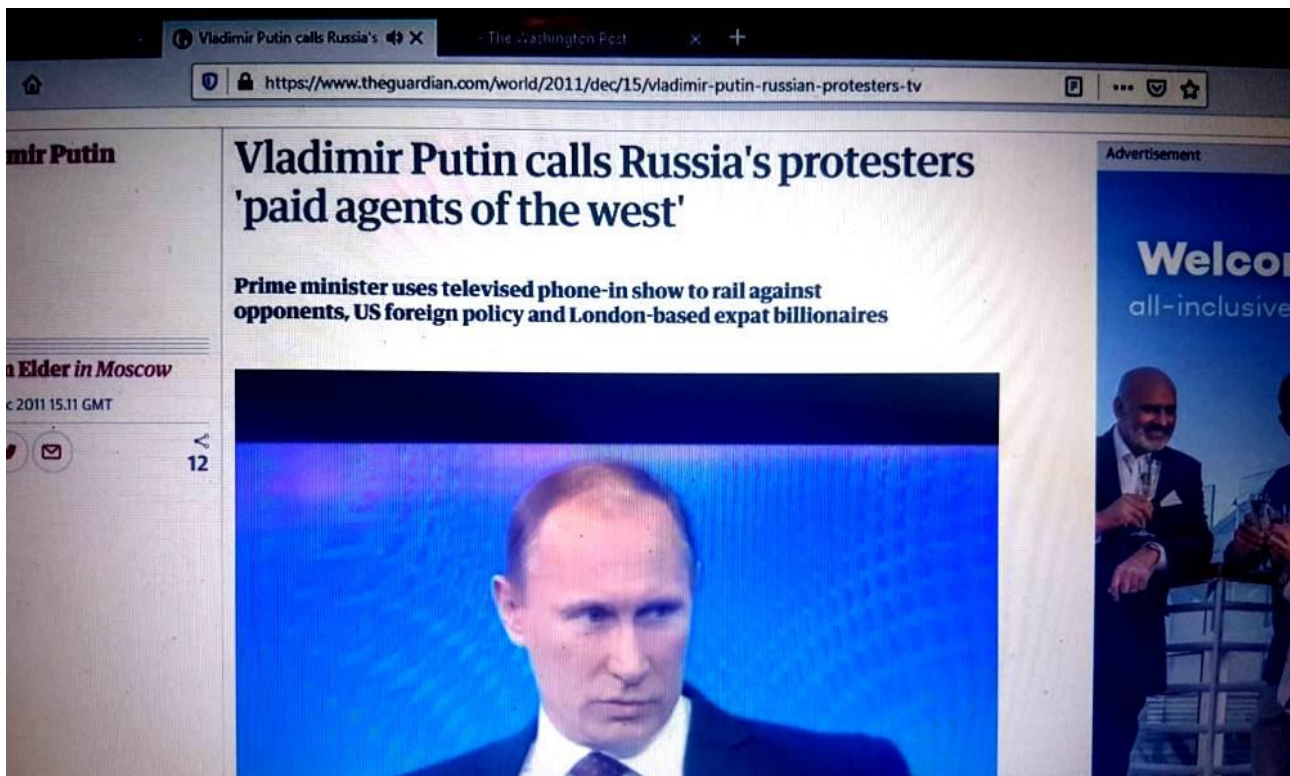 Vladimir Putin calls Russia's
- The Washington Post
https://www.theguardian.com/world/2011/dec/15/vladimir-putin-russian-protesters-tv
mir Putin
Vladimir Putin calls Russia's protesters
'paid agents of the west'
Prime minister uses televised phone-in show to rail against
opponents, US foreign policy and London-based expat billionaires
Elder in Moscow
c 2011 15.11 GMT
12
Advertisement
Welco
all-inclusive